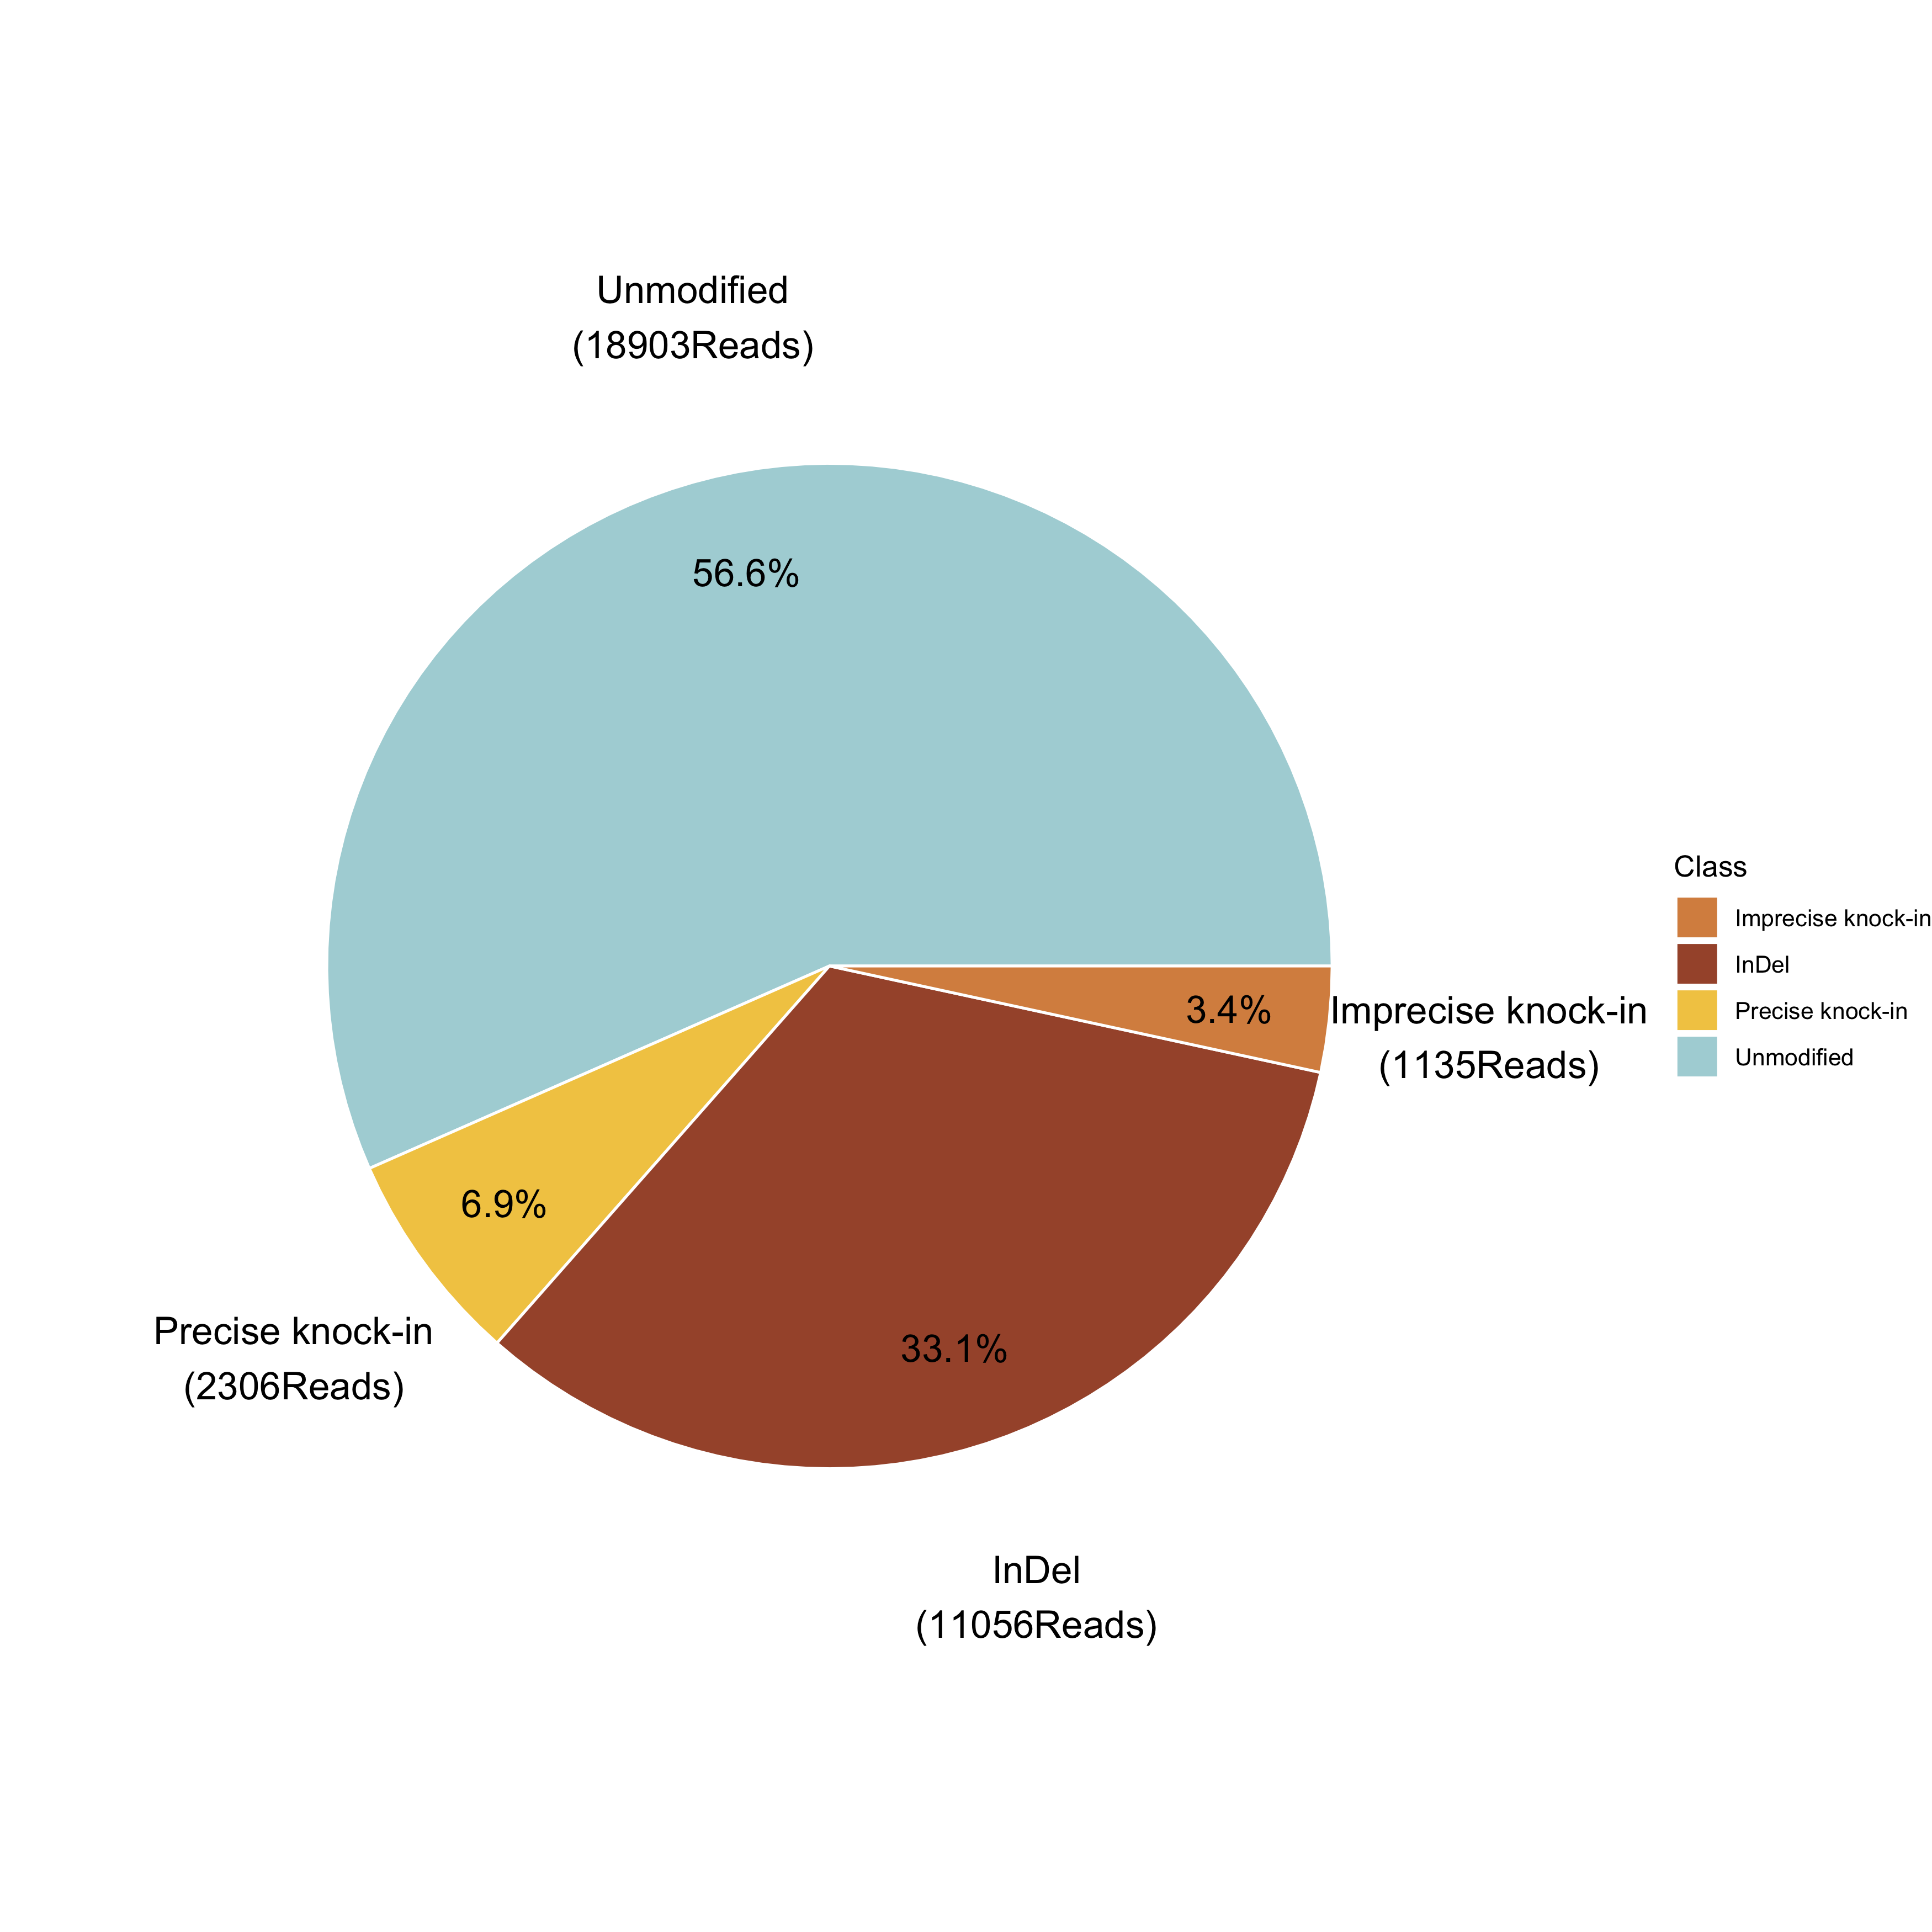 Unmodified
(18903Reads)
56.6%
Class
Imprecise knock-in
InDel
Precise knock-in
Unmodified
3.4%
Imprecise knock-in
(1135Reads)
6.9%
Precise knock-in
(2306Reads)
33.1%
InDel
(11056Reads)